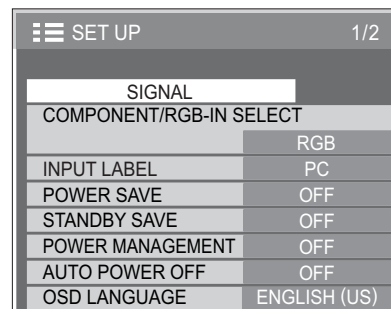 SET UP 1/2
SIGNAL
COMPONENT/RGB-IN SELECT
RGB
INPUT LABEL PC
POWER SAVE OFF
STANDBY SAVE OFF
POWER MANAGEMENT OFF
AUTO POWER OFF OFF
OSD LANGUAGE ENGLISH (US)